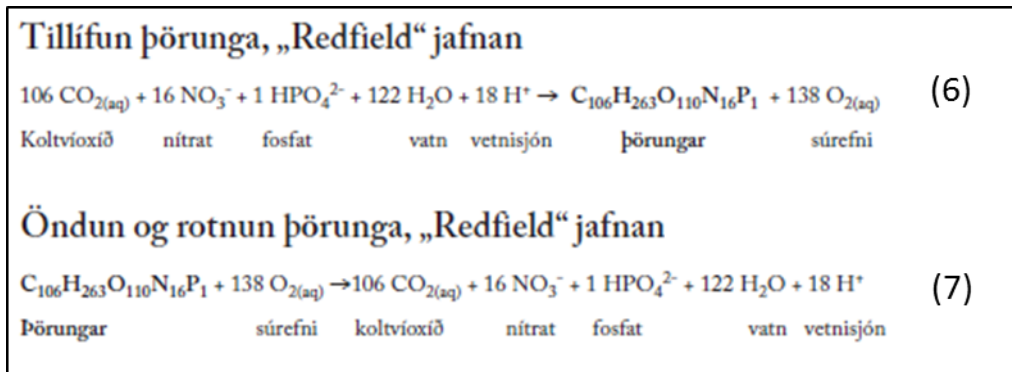 Tillífun þörunga, „Redfield“ jafnan
106 CO₂₍aq₎ + 16 NO₃⁻ + 1 HPO₄²⁻ + 122 H₂O + 18 H⁺ → C₁₀₆H₂₆₃O₁₁₀N₁₆P₁ + 138 O₂₍aq₎ (6)
Koltvíoxíð nítrat fosfat vatn vetnisjón þörungar súrefni
Öndun og rotnun þörunga, „Redfield“ jafnan
C₁₀₆H₂₆₃O₁₁₀N₁₆P₁ + 138 O₂₍aq₎ →106 CO₂₍aq₎ + 16 NO₃⁻ + 1 HPO₄²⁻ + 122 H₂O + 18 H⁺ (7)
Þörungar súrefni koltvíoxíð nítrat fosfat vatn vetnisjón